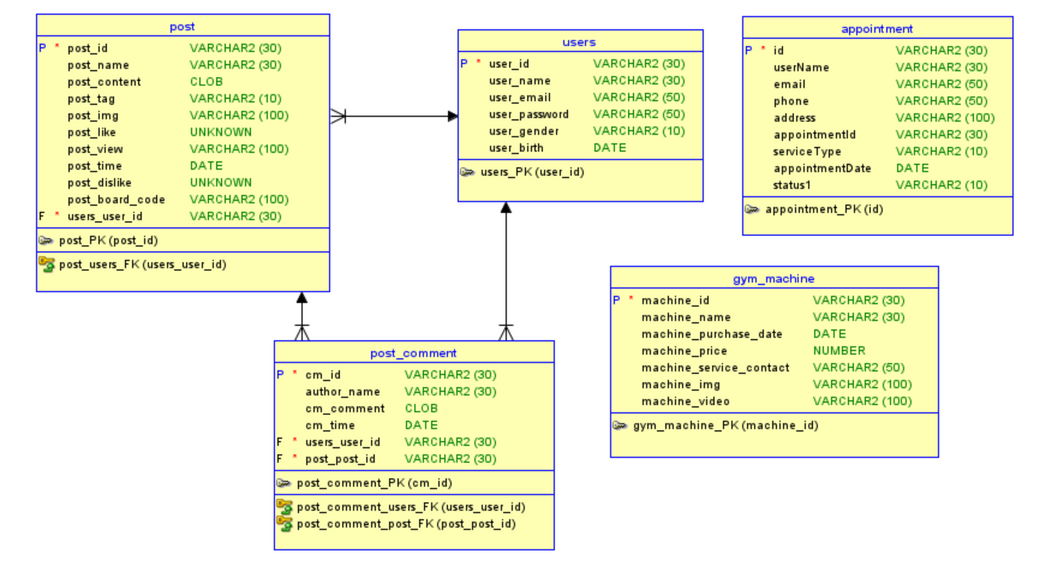 post
P * post_id VARCHAR2 (30)
post_name VARCHAR2 (30)
post_content CLOB
post_tag VARCHAR2 (10)
post_img VARCHAR2 (100)
post_like UNKNOWN
post_view VARCHAR2 (100)
post_time DATE
post_dislike UNKNOWN
post_board_code VARCHAR2 (100)
F * users_user_id VARCHAR2 (30)
post_PK (post_id)
post_users_FK (users_user_id)
users
P * user_id VARCHAR2 (30)
user_name VARCHAR2 (30)
user_email VARCHAR2 (50)
user_password VARCHAR2 (50)
user_gender VARCHAR2 (10)
user_birth DATE
users_PK (user_id)
appointment
P * id VARCHAR2 (30)
userName VARCHAR2 (30)
email VARCHAR2 (50)
phone VARCHAR2 (50)
address VARCHAR2 (100)
appointmentId VARCHAR2 (30)
serviceType VARCHAR2 (10)
appointmentDate DATE
status1 VARCHAR2 (10)
appointment_PK (id)
gym_machine
P * machine_id VARCHAR2 (30)
machine_name VARCHAR2 (30)
machine_purchase_date DATE
machine_price NUMBER
machine_service_contact VARCHAR2 (50)
machine_img VARCHAR2 (100)
machine_video VARCHAR2 (100)
gym_machine_PK (machine_id)
post_comment
P * cm_id VARCHAR2 (30)
author_name VARCHAR2 (30)
cm_comment CLOB
cm_time DATE
F * users_user_id VARCHAR2 (30)
F * post_post_id VARCHAR2 (30)
post_comment_PK (cm_id)
post_comment_users_FK (users_user_id)
post_comment_post_FK (post_post_id)